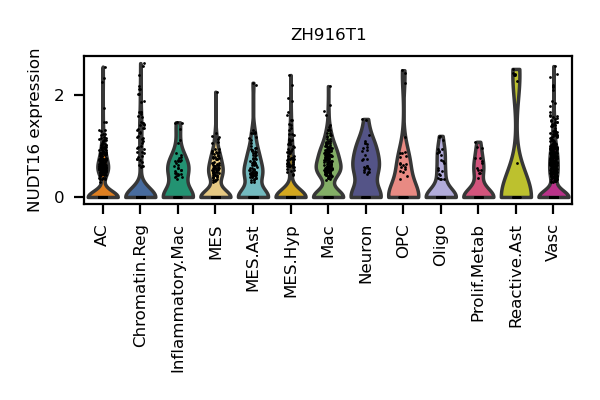 ZH916T1
NUDT16 expression
2
0
AC
Chromatin.Reg
Inflammatory.Mac
MES
MES.Ast
MES.Hyp
Mac
Neuron
OPC
Oligo
Prolif.Metab
Reactive.Ast
Vasc